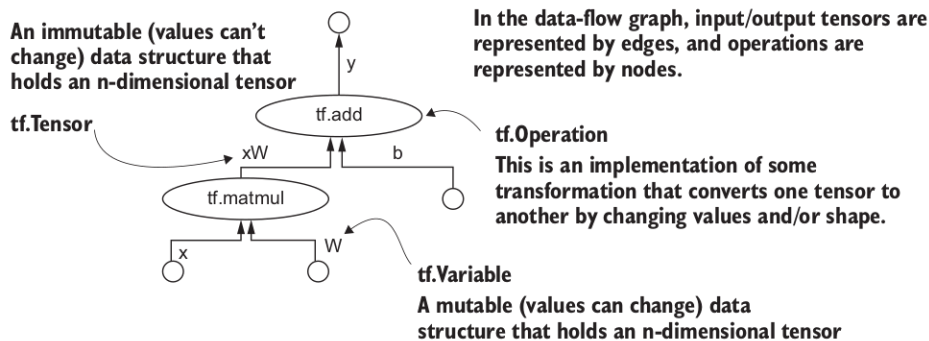 An immutable (values can't
change) data structure that
holds an n-dimensional tensor
tf.Tensor
In the data-flow graph, input/output tensors are
represented by edges, and operations are
represented by nodes.
y
tf.add
tf.Operation
This is an implementation of some
transformation that converts one tensor to
another by changing values and/or shape.
xW
b
tf.matmul
x
W
tf.Variable
A mutable (values can change) data
structure that holds an n-dimensional tensor